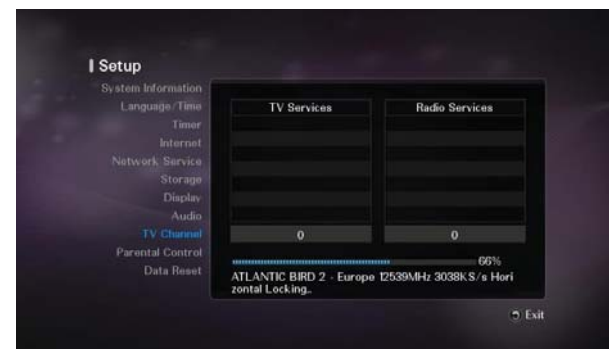 Setup
System Information
Language/Time
Timer
Internet
Network Service
Storage
Display
Audio
TV Channel
Parental Control
Data Reset
TV Services
Radio Services
0
0
66%
ATLANTIC BIRD 2 - Europe 12539MHz 3038KS/s Hori
zontal Locking..
Exit